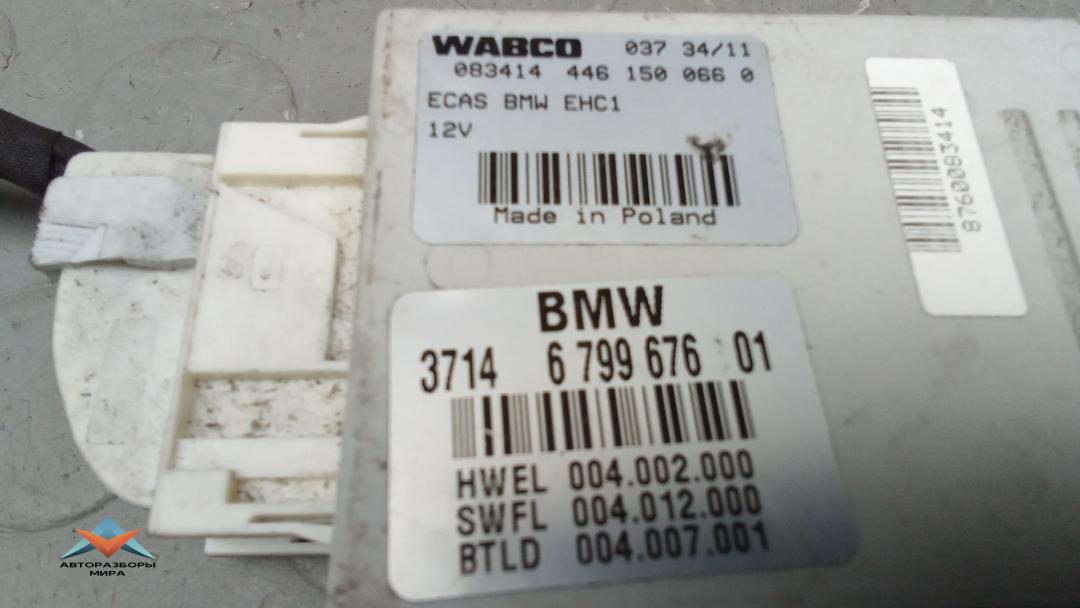 WABCO 037 34/11
083414 446 150 066 0
ECAS BMW EHC1
12V
Made in Poland
8760083414
BMW
3714 6 799 676 01
HWEL 004.002.000
SWFL 004.012.000
BTLD 004.007.001
АВТОРАЗБОРЫ
МИРА